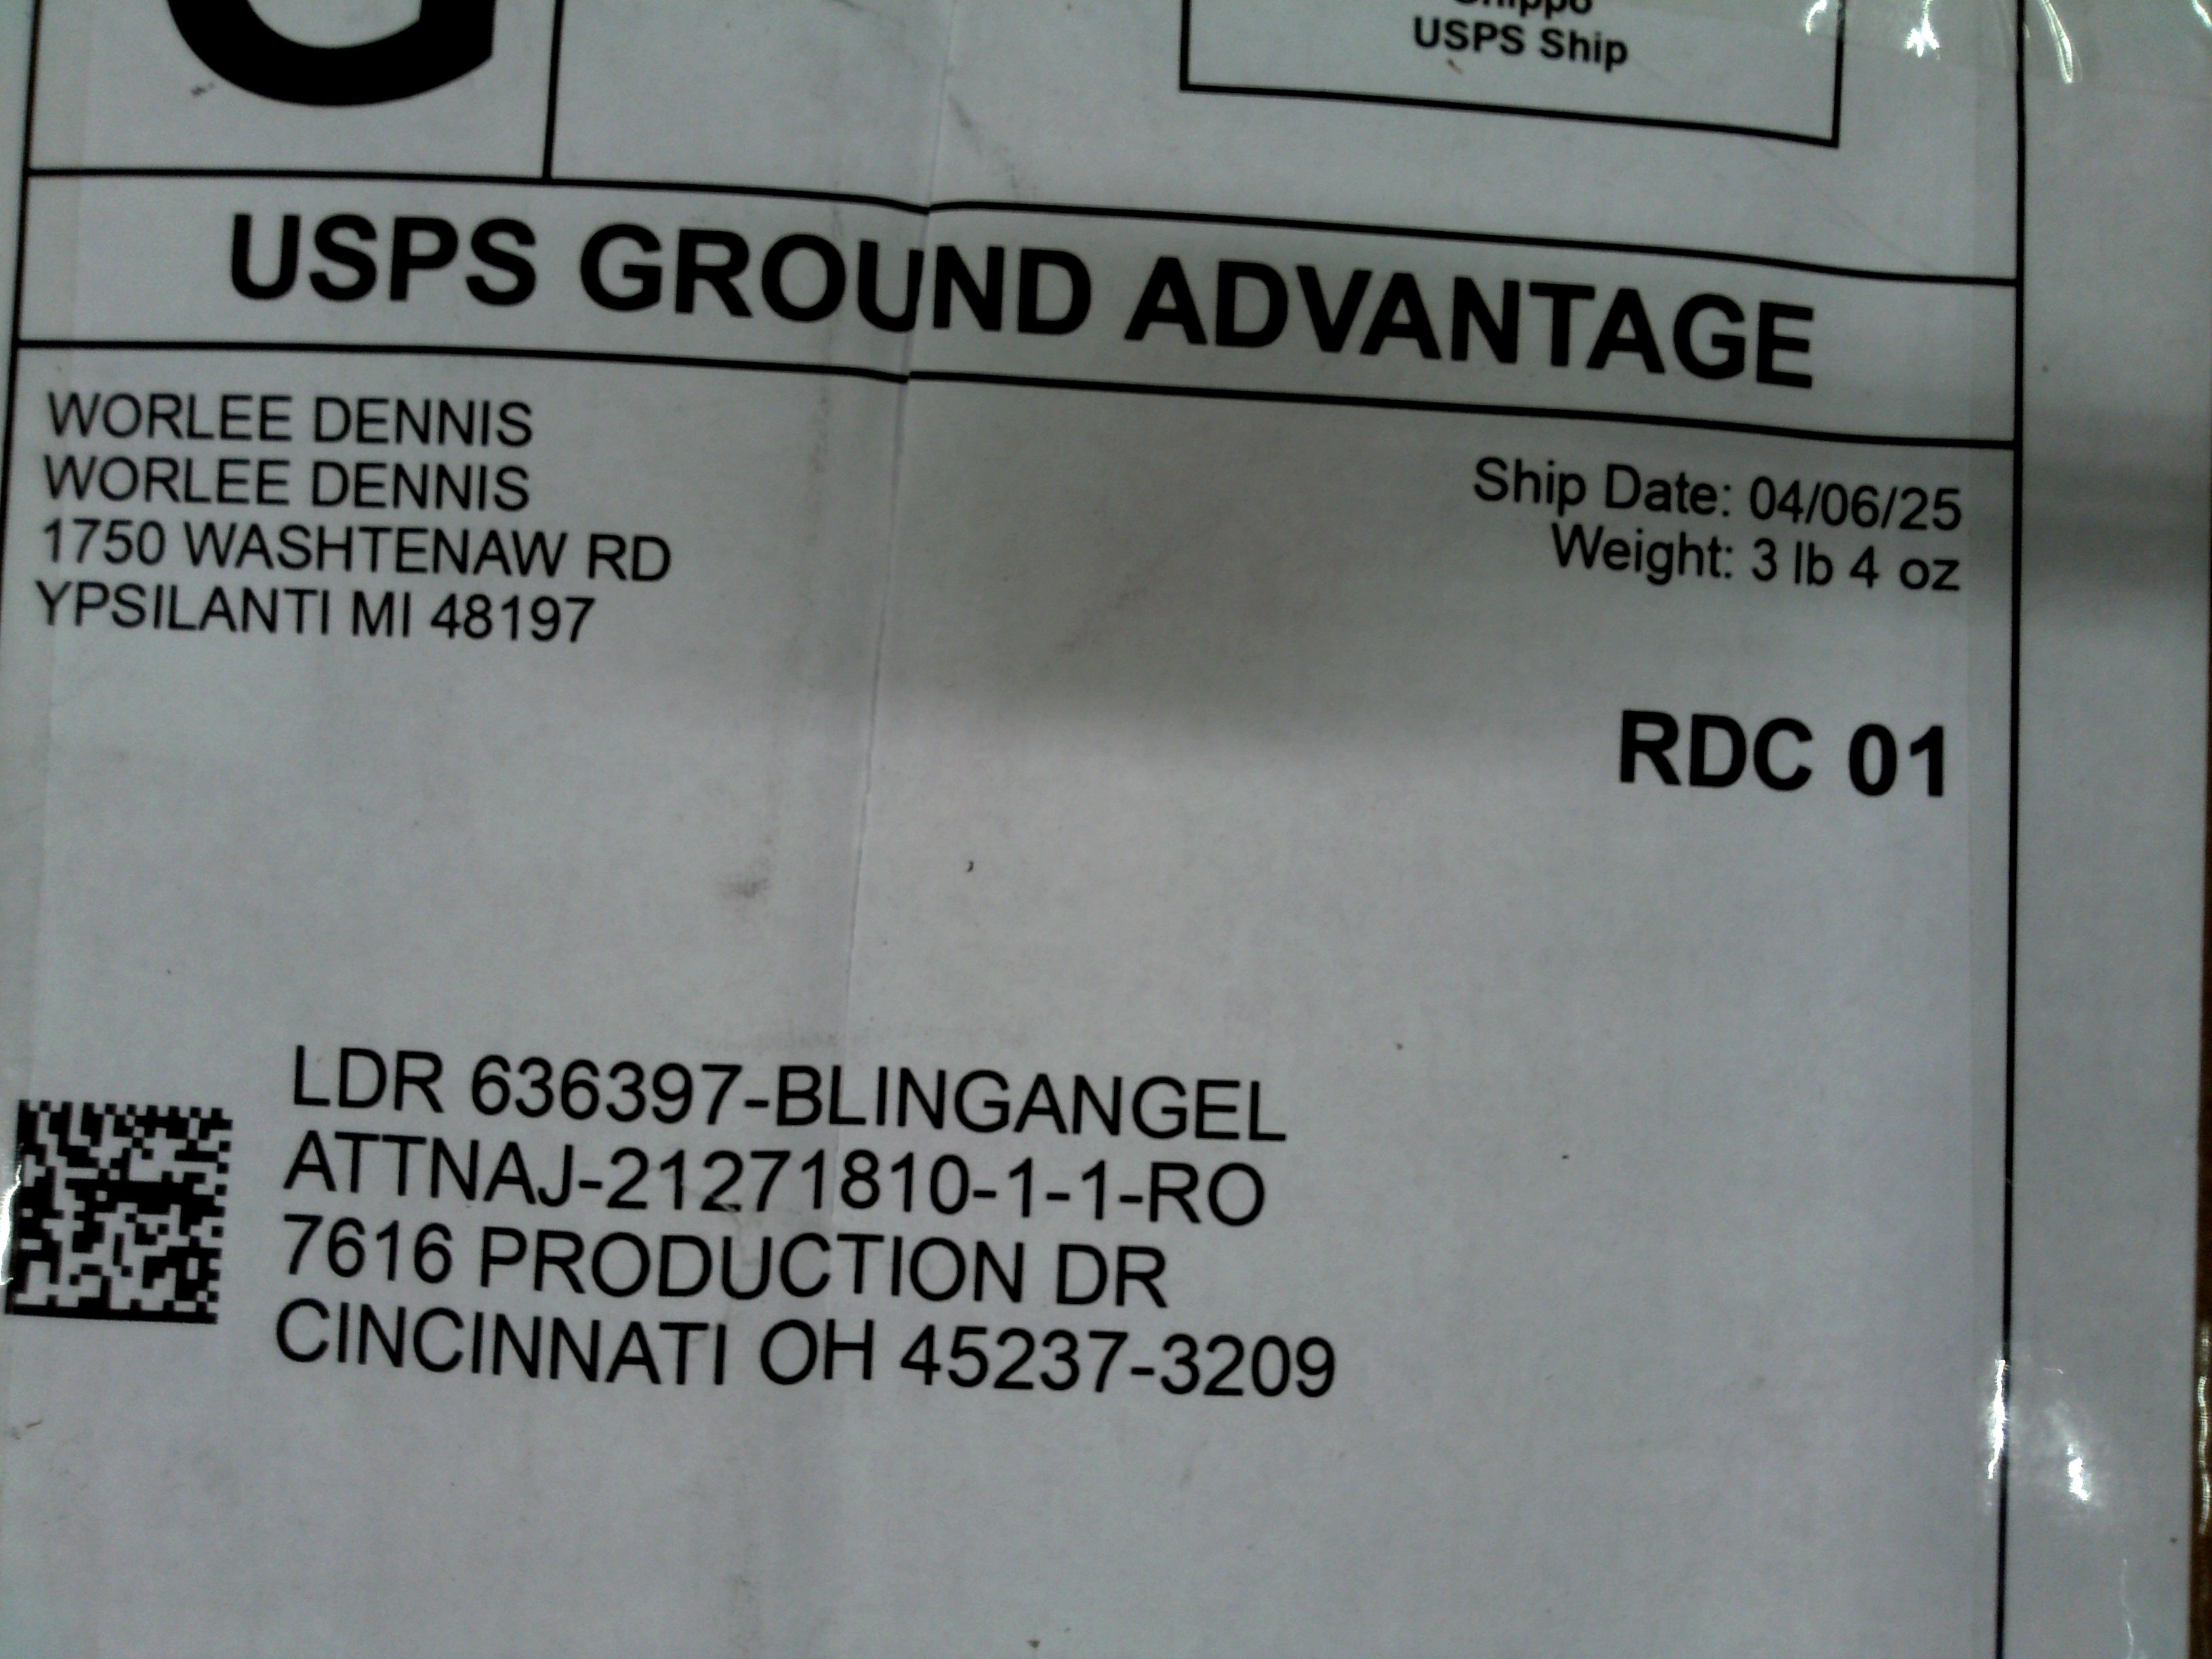 G
Shippo
USPS Ship
USPS GROUND ADVANTAGE
WORLEE DENNIS
WORLEE DENNIS
1750 WASHTENAW RD
YPSILANTI MI 48197
Ship Date: 04/06/25
Weight: 3 lb 4 oz
RDC 01
LDR 636397-BLINGANGEL
ATTNAJ-21271810-1-1-RO
7616 PRODUCTION DR
CINCINNATI OH 45237-3209